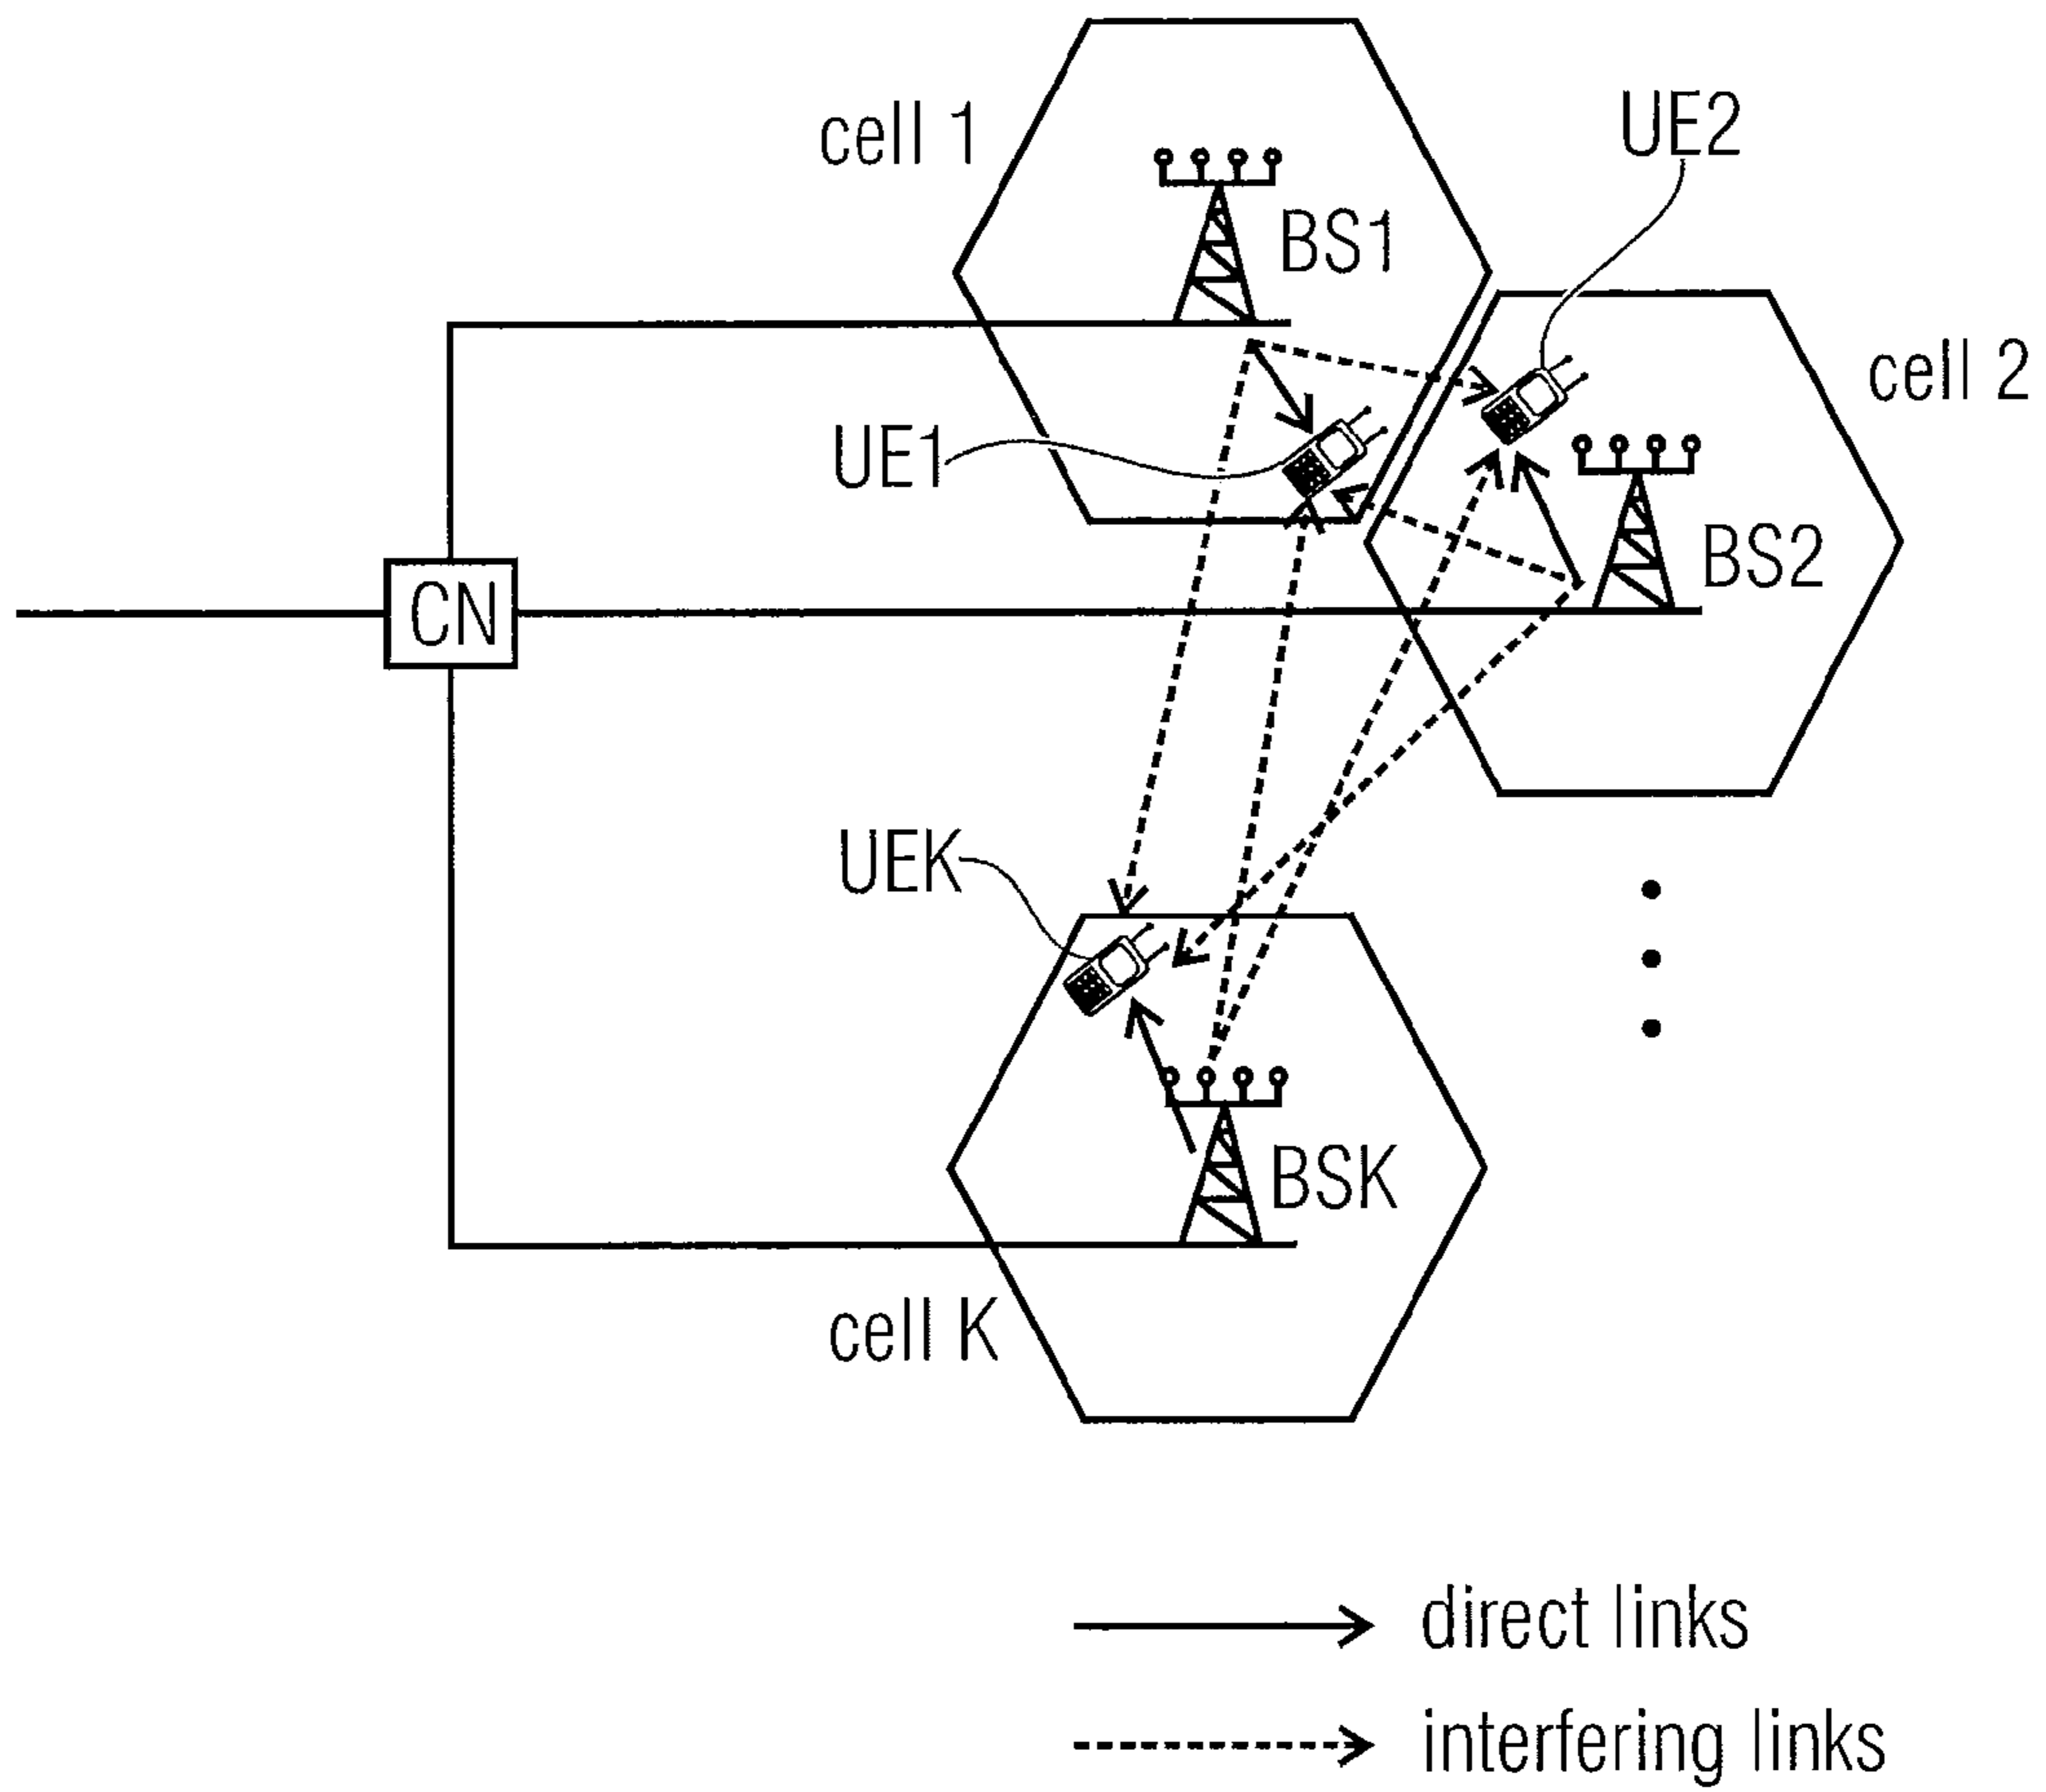 cell 1
UE2
BS1
cell 2
UE1
BS2
CN
UEK
BSK
cell K
direct links
interfering links